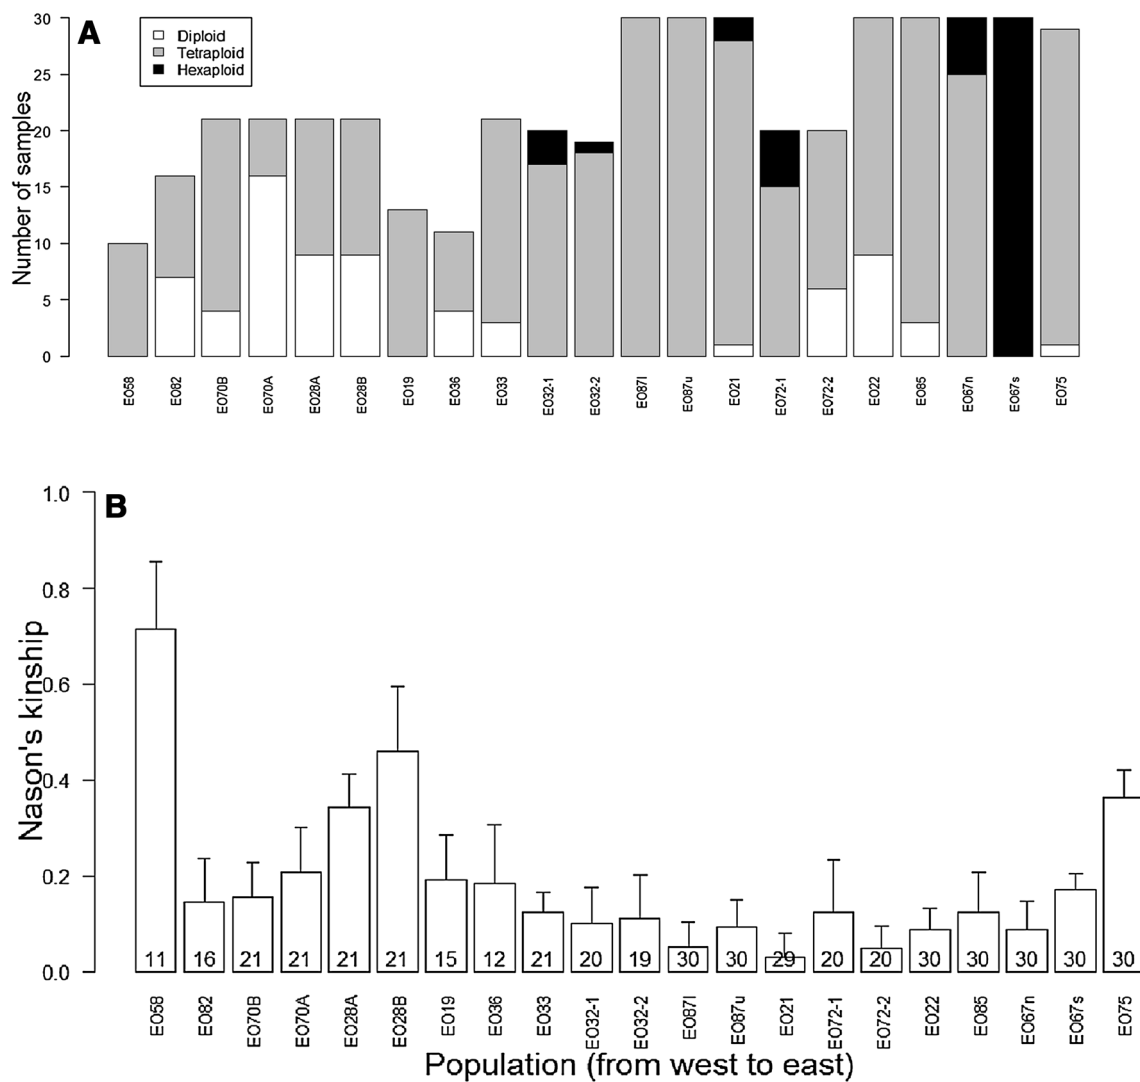 A
Diploid
Tetraploid
Hexaploid
Number of samples
30
25
20
15
10
5
0
EO58 EO82 EO70B EO70A EO28A EO28B EO19 EO36 EO33 EO32-1 EO32-2 EO87l EO87u EO21 EO72-1 EO72-2 EO22 EO85 EO67n EO67s EO75
B
Nason's kinship
1.0
0.8
0.6
0.4
0.2
0.0
11 16 21 21 21 21 15 12 21 20 19 30 30 29 20 20 30 30 30 30 30
EO58 EO82 EO70B EO70A EO28A EO28B EO19 EO36 EO33 EO32-1 EO32-2 EO87l EO87u EO21 EO72-1 EO72-2 EO22 EO85 EO67n EO67s EO75
Population (from west to east)